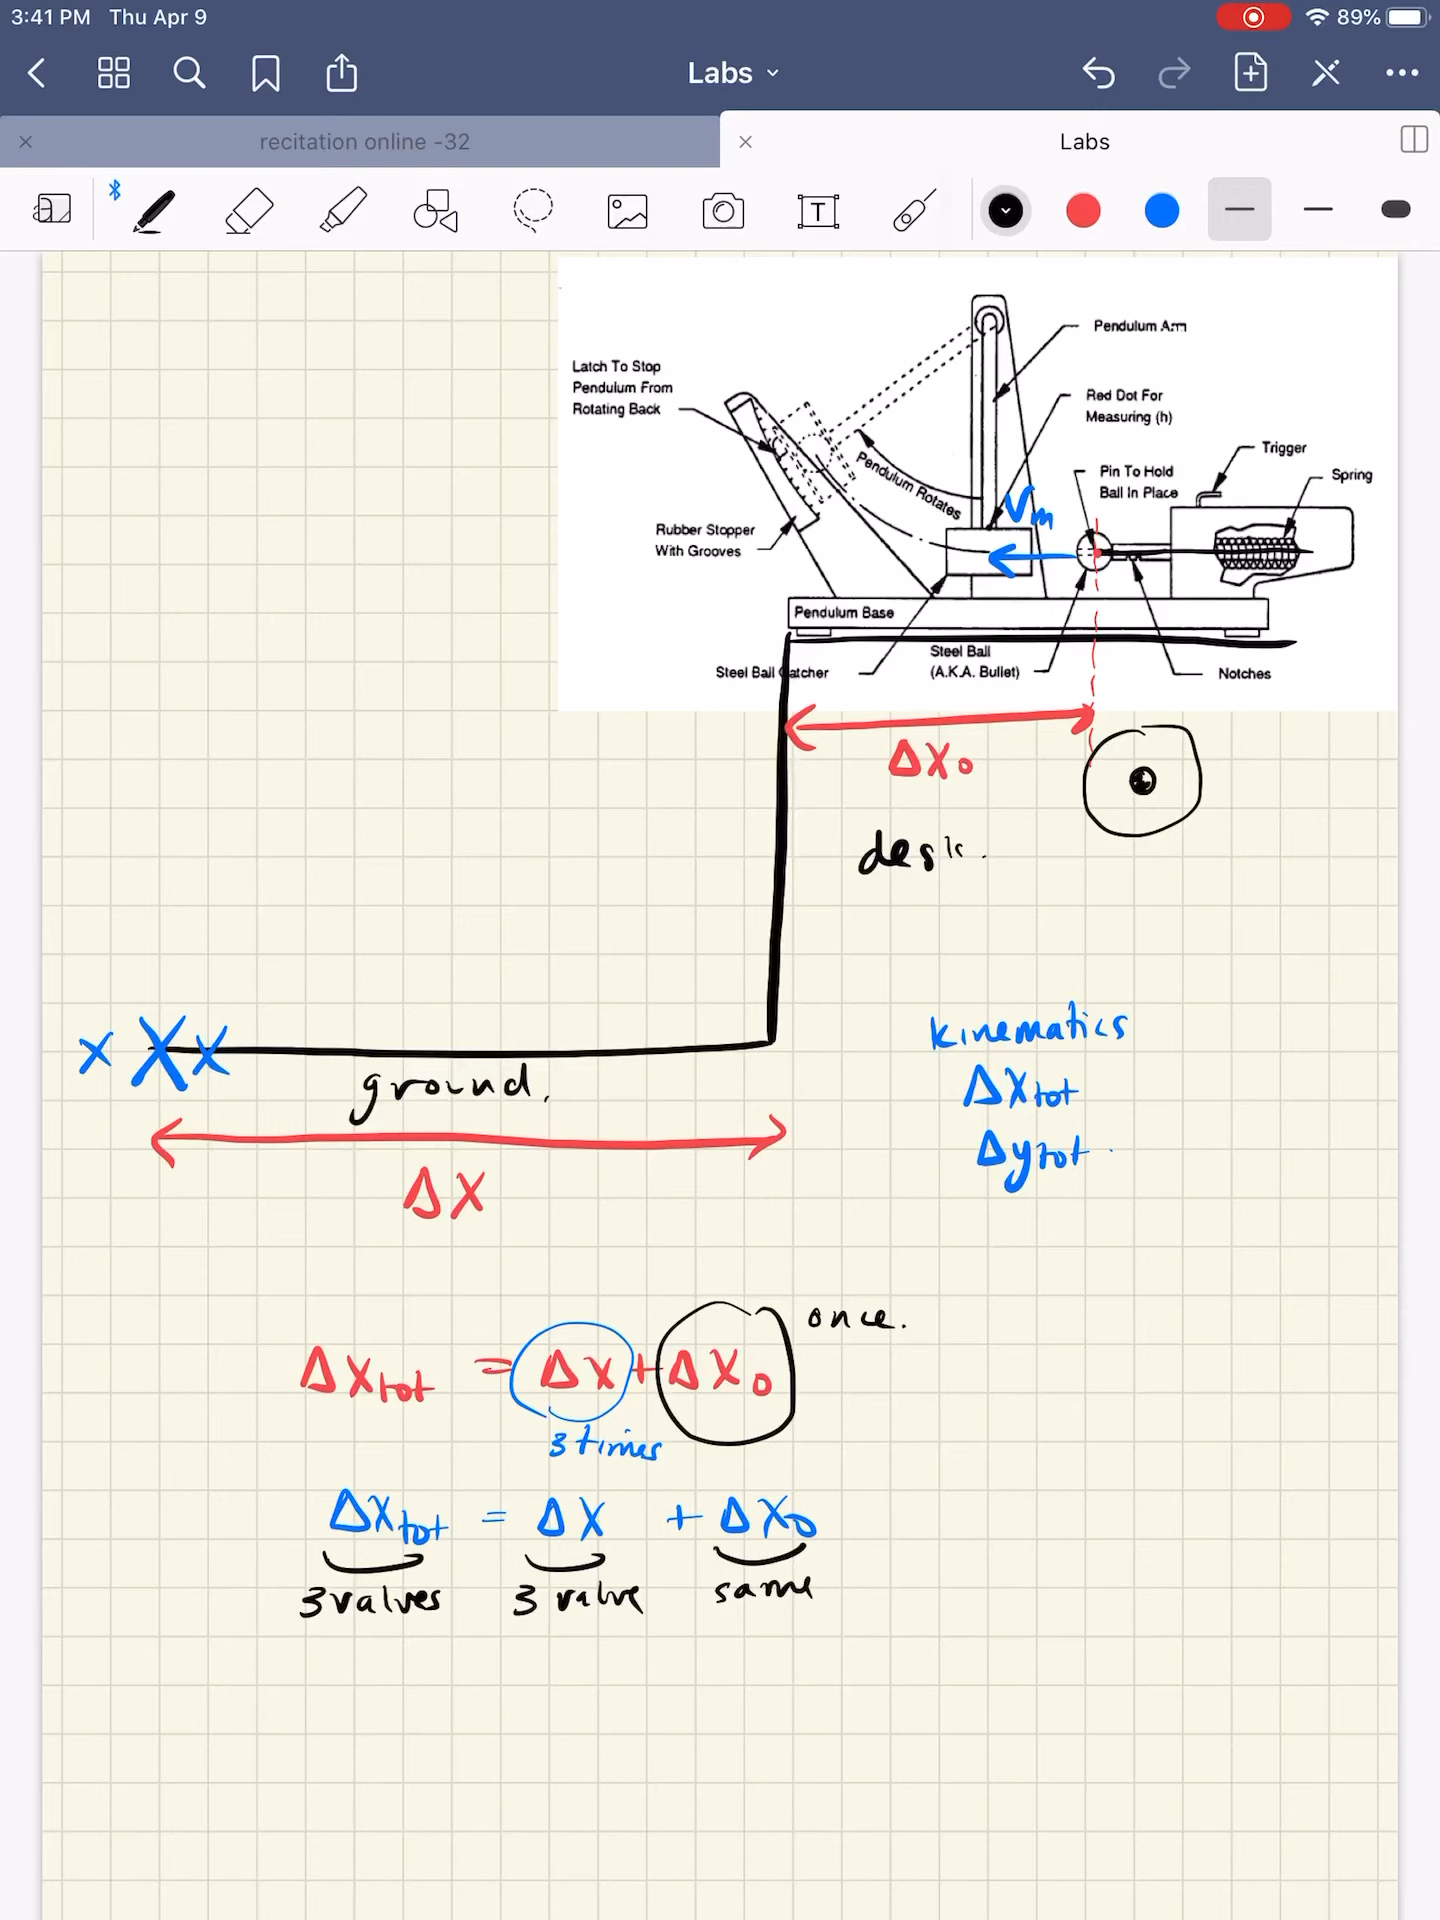 3:41 PM Thu Apr 9
89%
Labs
recitation online -32
Labs
Pendulum Arm
Latch To Stop
Pendulum From
Rotating Back
Red Dot For
Measuring (h)
Trigger
Pendulum Rotates
Pin To Hold
Ball In Place
Spring
Vm
Rubber Stopper
With Grooves
Pendulum Base
Steel Ball Catcher
Steel Ball
(A.K.A. Bullet)
Notches
ΔX₀
desk.
kinematics
ΔXtot
Δytot.
ground.
ΔX
once.
ΔXtot = ΔX + ΔX₀
3 times
ΔXtot = ΔX + ΔX₀
3 values 3 value same